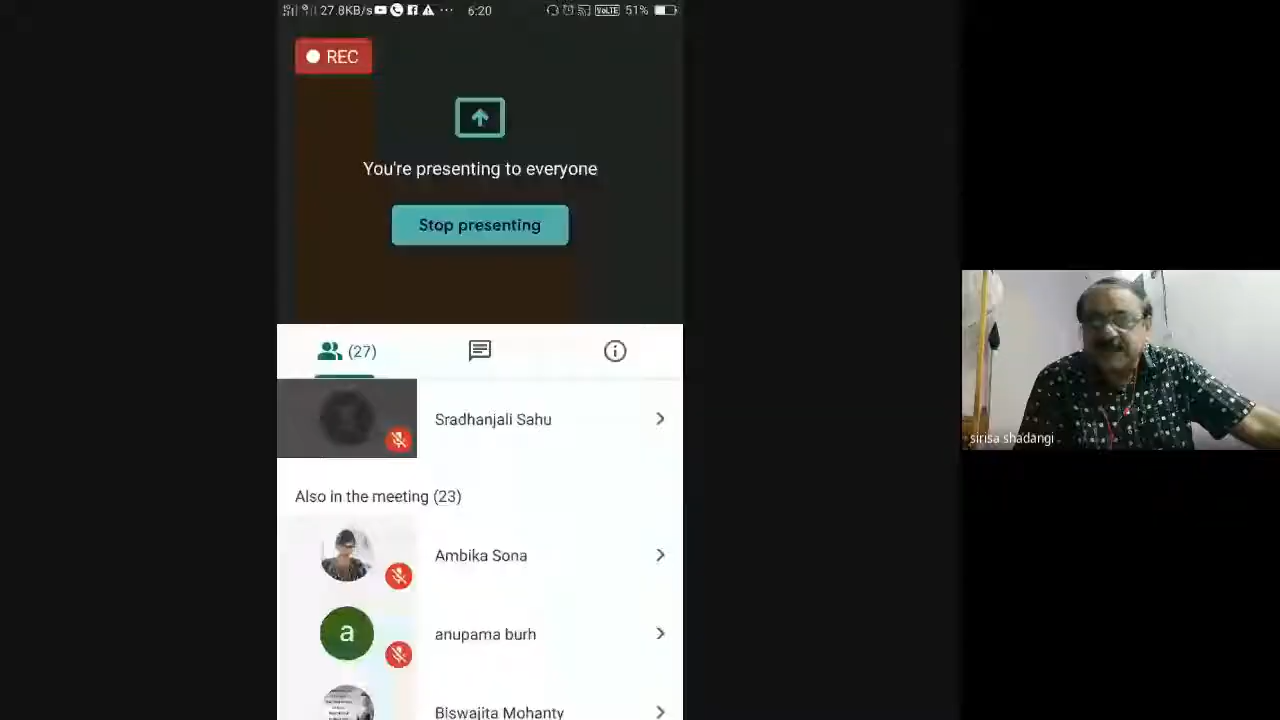 27.8KB/s 6:20 VoLTE 51%
REC
You're presenting to everyone
Stop presenting
(27)
Sradhanjali Sahu
sirisa shadangi
Also in the meeting (23)
Ambika Sona
a
anupama burh
Biswajita Mohanty